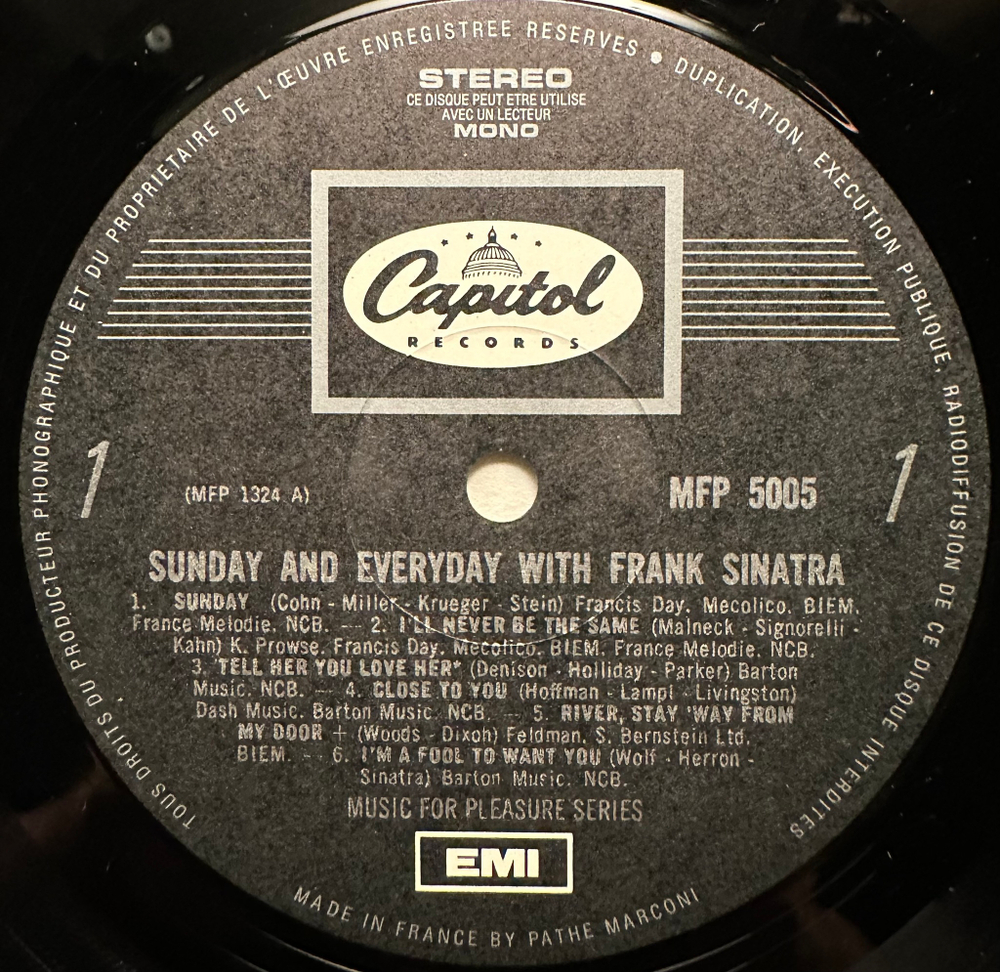 TOUS DROITS DU PRODUCTEUR PHONOGRAPHIQUE ET DU PROPRIETAIRE DE L'ŒUVRE ENREGISTREE RESERVES • DUPLICATION, EXECUTION PUBLIQUE, RADIODIFFUSION DE CE DISQUE INTERDITES
STEREO
CE DISQUE PEUT ETRE UTILISE
AVEC UN LECTEUR
MONO
Capitol
RECORDS
1
1
(MFP 1324 A)
MFP 5005
SUNDAY AND EVERYDAY WITH FRANK SINATRA
1. SUNDAY (Cohn - Miller - Krueger - Stein) Francis Day. Mecolico. BIEM.
France Melodie. NCB. — 2. I'LL NEVER BE THE SAME (Malneck - Signorelli -
Kahn) K. Prowse. Francis Day. Mecolico. BIEM. France Melodie. NCB.
3. TELL HER YOU LOVE HER* (Denison - Holliday - Parker) Barton
Music. NCB. — 4. CLOSE TO YOU (Hoffman - Lampl - Livingston)
Dash Music. Barton Music. NCB. — 5. RIVER, STAY 'WAY FROM
MY DOOR + (Woods - Dixon) Feldman. S. Bernstein Ltd.
BIEM. — 6. I'M A FOOL TO WANT YOU (Wolf - Herron -
Sinatra) Barton Music. NCB.
MUSIC FOR PLEASURE SERIES
EMI
MADE IN FRANCE BY PATHE MARCONI